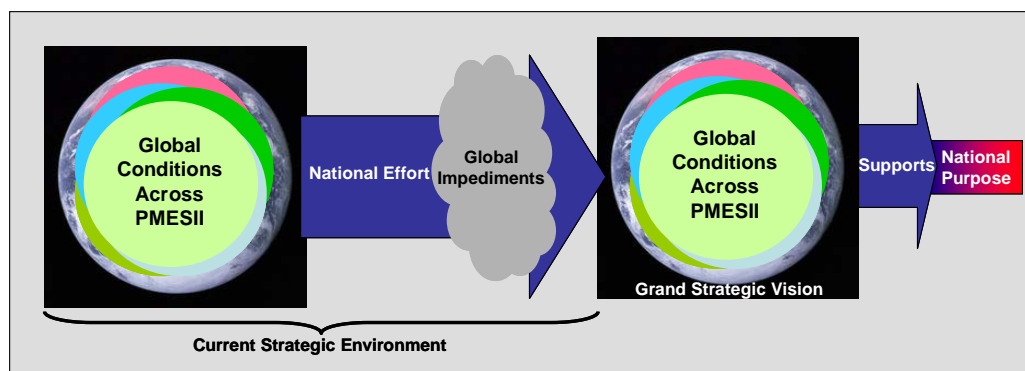 Global
Conditions
Across
PMESII
National Effort
Global
Impediments
Global
Conditions
Across
PMESII
Grand Strategic Vision
Supports
National
Purpose
Current Strategic Environment